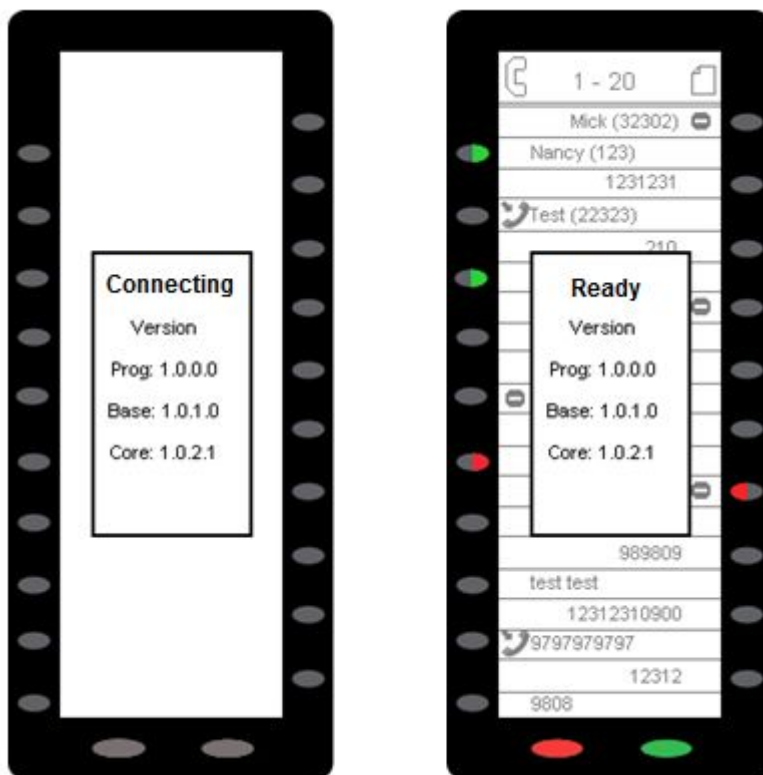 Connecting
Version
Prog: 1.0.0.0
Base: 1.0.1.0
Core: 1.0.2.1
1 - 20
Mick (32302)
Nancy (123)
1231231
Test (22323)
210
Ready
Version
Prog: 1.0.0.0
Base: 1.0.1.0
Core: 1.0.2.1
989809
test test
12312310900
9797979797
12312
9808